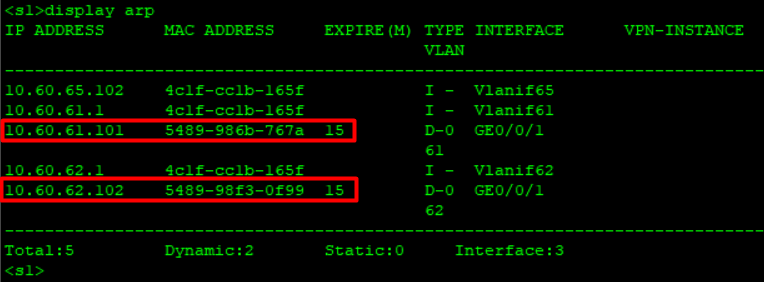 <sl>display arp
IP ADDRESS MAC ADDRESS EXPIRE(M) TYPE INTERFACE VPN-INSTANCE
VLAN
------------------------------------------------------------------------------
10.60.65.102 4c1f-cc1b-165f I - Vlanif65
10.60.61.1 4c1f-cc1b-165f I - Vlanif61
10.60.61.101 5489-986b-767a 15 D-0 GE0/0/1
61
10.60.62.1 4c1f-cc1b-165f I - Vlanif62
10.60.62.102 5489-98f3-0f99 15 D-0 GE0/0/1
62
------------------------------------------------------------------------------
Total:5 Dynamic:2 Static:0 Interface:3
<sl>